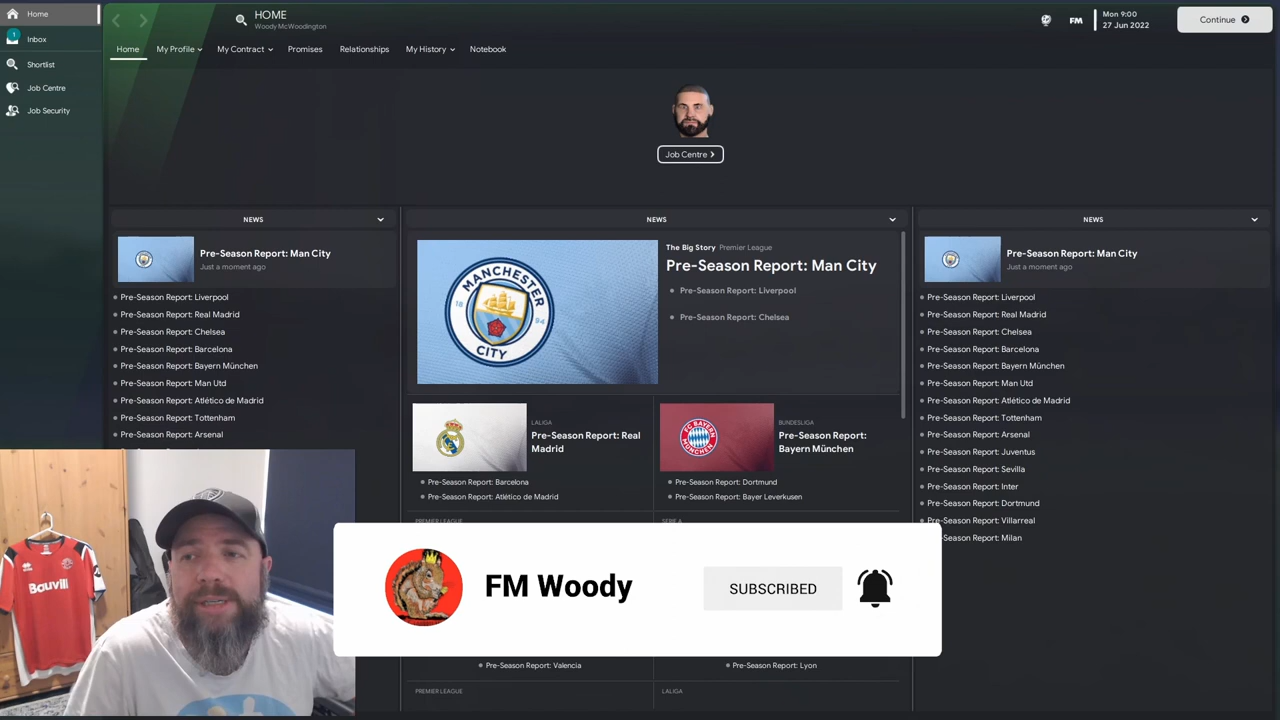 Home
HOME
Woody McWoodington
FM
Mon 9:00
27 Jun 2022
Continue
1
Inbox
Shortlist
Job Centre
Job Security
Home
My Profile
My Contract
Promises
Relationships
My History
Notebook
Job Centre
NEWS
Pre-Season Report: Man City
Just a moment ago
Pre-Season Report: Liverpool
Pre-Season Report: Real Madrid
Pre-Season Report: Chelsea
Pre-Season Report: Barcelona
Pre-Season Report: Bayern München
Pre-Season Report: Man Utd
Pre-Season Report: Atlético de Madrid
Pre-Season Report: Tottenham
Pre-Season Report: Arsenal
NEWS
MANCHESTER
18 94
CITY
The Big Story Premier League
Pre-Season Report: Man City
Pre-Season Report: Liverpool
Pre-Season Report: Chelsea
LALIGA
Pre-Season Report: Real
Madrid
Pre-Season Report: Barcelona
Pre-Season Report: Atlético de Madrid
BUNDESLIGA
Pre-Season Report:
Bayern München
Pre-Season Report: Dortmund
Pre-Season Report: Bayer Leverkusen
PREMIER LEAGUE
SERIE A
NEWS
Pre-Season Report: Man City
Just a moment ago
Pre-Season Report: Liverpool
Pre-Season Report: Real Madrid
Pre-Season Report: Chelsea
Pre-Season Report: Barcelona
Pre-Season Report: Bayern München
Pre-Season Report: Man Utd
Pre-Season Report: Atlético de Madrid
Pre-Season Report: Tottenham
Pre-Season Report: Arsenal
Pre-Season Report: Juventus
Pre-Season Report: Sevilla
Pre-Season Report: Inter
Pre-Season Report: Dortmund
Pre-Season Report: Villarreal
Pre-Season Report: Milan
Bauvill
FM Woody
SUBSCRIBED
Pre-Season Report: Valencia
Pre-Season Report: Lyon
PREMIER LEAGUE
LALIGA